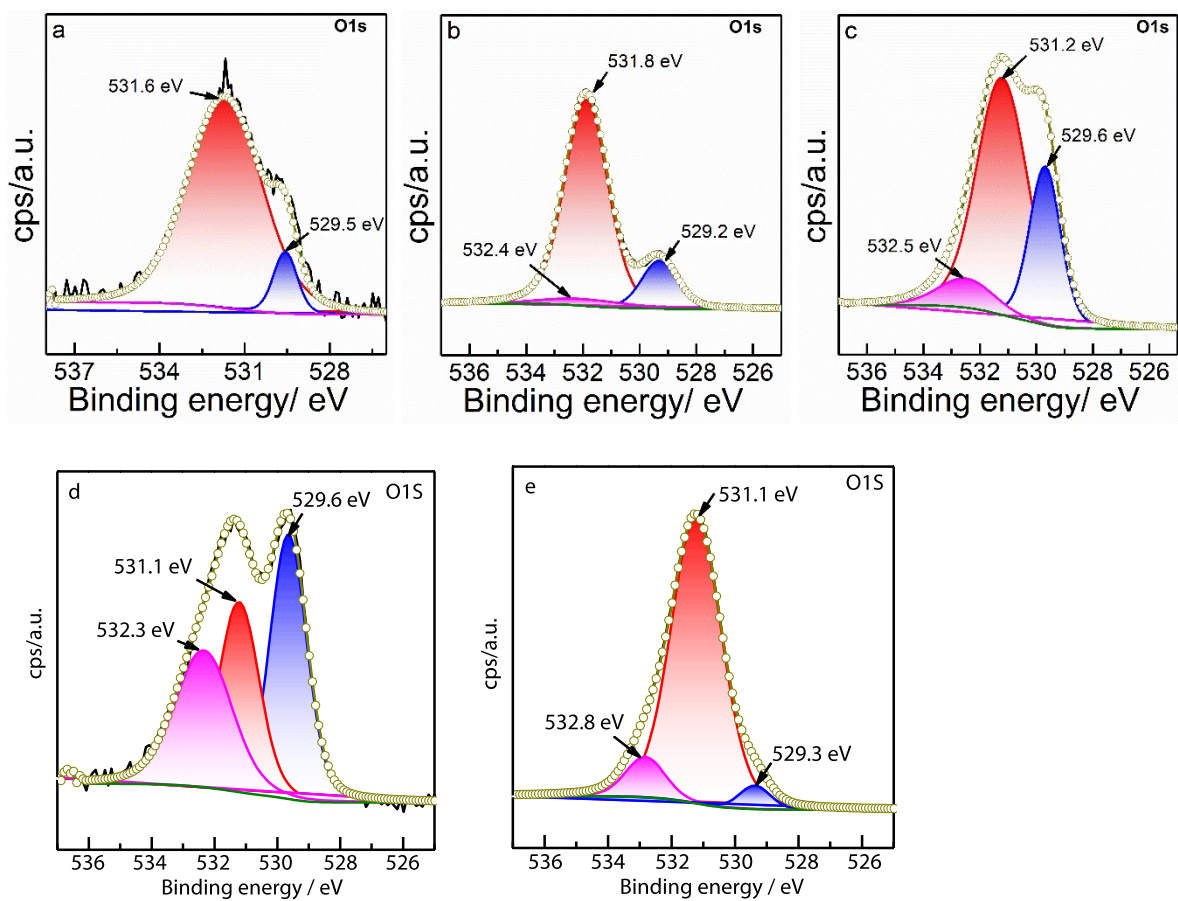 a
O1s
531.6 eV
529.5 eV
cps/a.u.
537
534
531
528
Binding energy/ eV
b
O1s
531.8 eV
532.4 eV
529.2 eV
cps/a.u.
536
534
532
530
528
526
Binding energy/ eV
c
O1s
531.2 eV
529.6 eV
532.5 eV
cps/a.u.
536
534
532
530
528
526
Binding energy/ eV
d
O1S
529.6 eV
531.1 eV
532.3 eV
cps/a.u.
536
534
532
530
528
526
Binding energy / eV
e
O1S
531.1 eV
532.8 eV
529.3 eV
cps/a.u.
536
534
532
530
528
526
Binding energy / eV